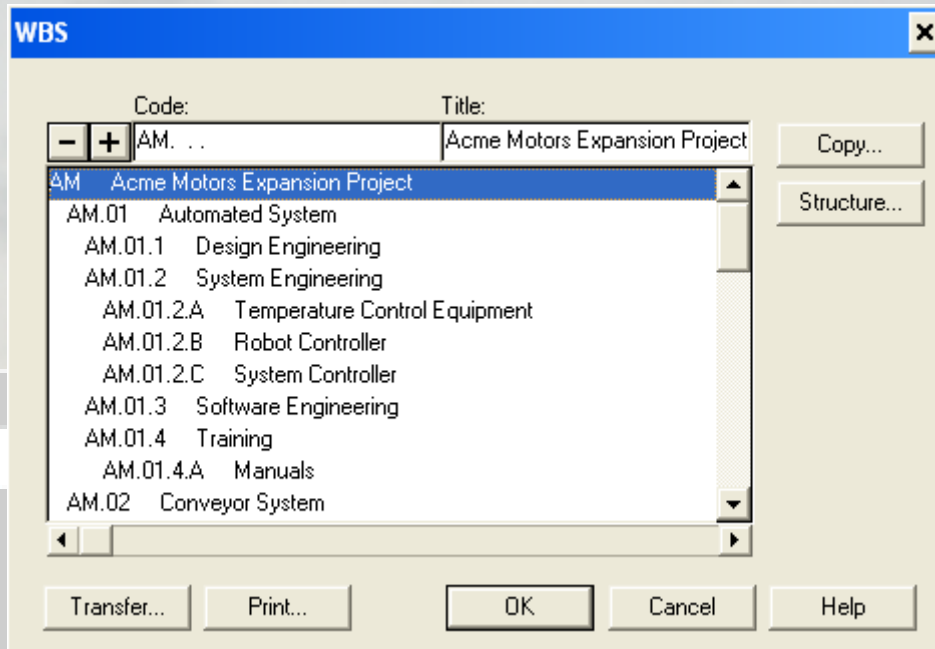 WBS
Code: Title:
- + AM. . . Acme Motors Expansion Project
Copy...
AM Acme Motors Expansion Project
Structure...
AM.01 Automated System
AM.01.1 Design Engineering
AM.01.2 System Engineering
AM.01.2.A Temperature Control Equipment
AM.01.2.B Robot Controller
AM.01.2.C System Controller
AM.01.3 Software Engineering
AM.01.4 Training
AM.01.4.A Manuals
AM.02 Conveyor System
Transfer... Print... OK Cancel Help